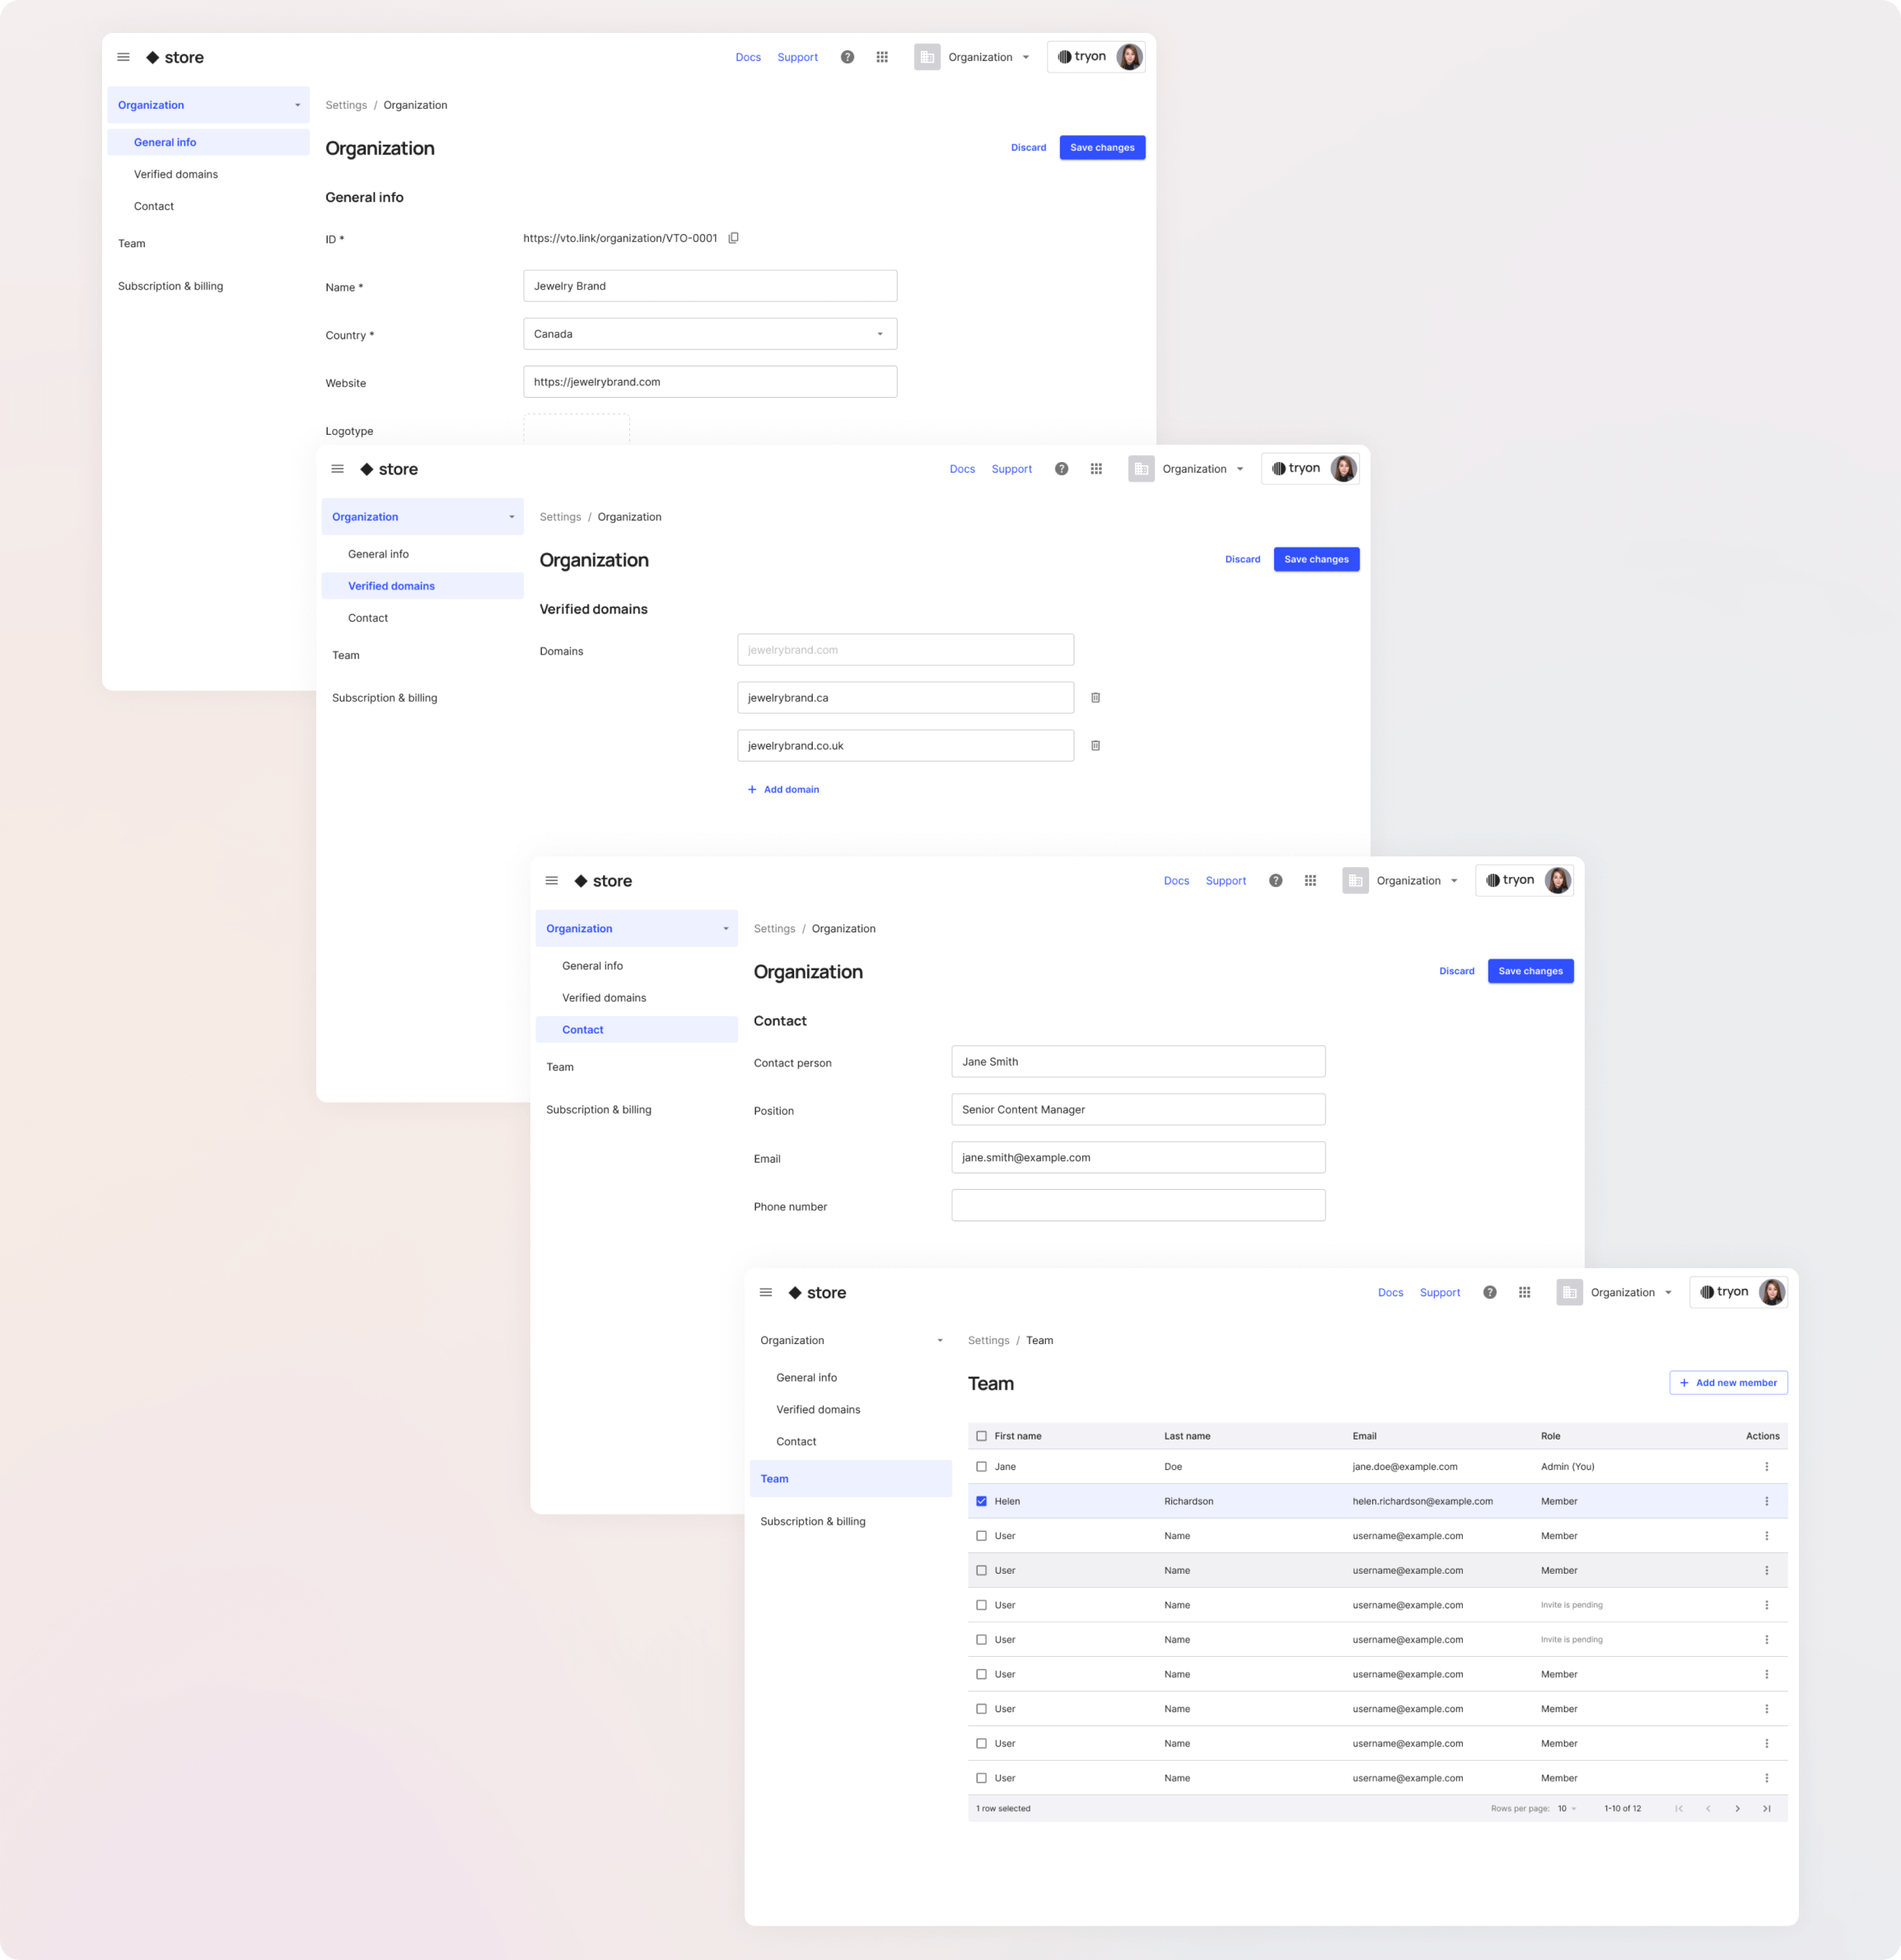 store Docs Support ? Organization tryon
Organization Settings / Organization
General info
Organization Discard Save changes
Verified domains
General info
Contact
ID * https://vto.link/organization/VTO-0001
Team
Name * Jewelry Brand
Subscription & billing
Country * Canada
Website https://jewelrybrand.com
Logotype
store Docs Support ? Organization tryon
Organization Settings / Organization
General info
Organization Discard Save changes
Verified domains
Verified domains
Contact
Domains jewelrybrand.com
Team
Subscription & billing jewelrybrand.ca
jewelrybrand.co.uk
+ Add domain
store Docs Support ? Organization tryon
Organization Settings / Organization
General info
Organization Discard Save changes
Verified domains
Contact
Contact
Contact person Jane Smith
Team
Position Senior Content Manager
Subscription & billing
Email jane.smith@example.com
Phone number
store Docs Support ? Organization tryon
Organization Settings / Team
General info
Team + Add new member
Verified domains
Contact
First name Last name Email Role Actions
Team
Jane Doe jane.doe@example.com Admin (You)
Helen Richardson helen.richardson@example.com Member
Subscription & billing
User Name username@example.com Member
User Name username@example.com Member
User Name username@example.com Invite is pending
User Name username@example.com Invite is pending
User Name username@example.com Member
User Name username@example.com Member
User Name username@example.com Member
User Name username@example.com Member
1 row selected Rows per page: 10 1-10 of 12